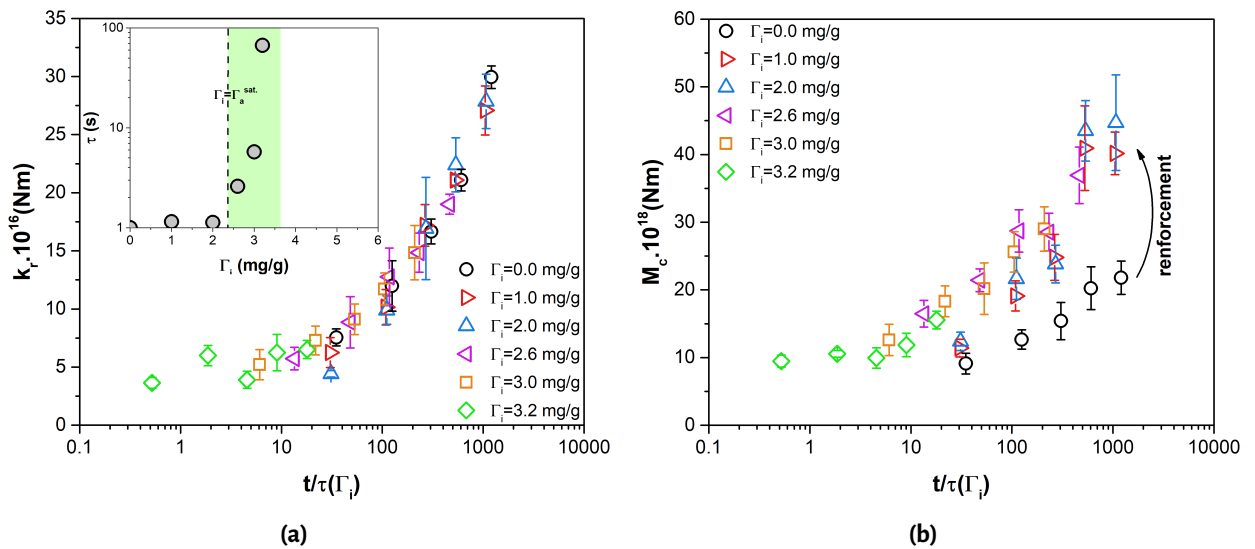 35
30
25
20
15
10
5
0
0.1
1
10
100
1000
10000
k_r.10^16(Nm)
t/τ(Γ_i)
100
10
1
0
1
2
3
4
5
6
τ (s)
Γ_i (mg/g)
Γ_i=Γ_a^sat.
Γ_i=0.0 mg/g
Γ_i=1.0 mg/g
Γ_i=2.0 mg/g
Γ_i=2.6 mg/g
Γ_i=3.0 mg/g
Γ_i=3.2 mg/g
(a)
60
50
40
30
20
10
0
0.1
1
10
100
1000
10000
M_c.10^18(Nm)
t/τ(Γ_i)
Γ_i=0.0 mg/g
Γ_i=1.0 mg/g
Γ_i=2.0 mg/g
Γ_i=2.6 mg/g
Γ_i=3.0 mg/g
Γ_i=3.2 mg/g
reinforcement
(b)